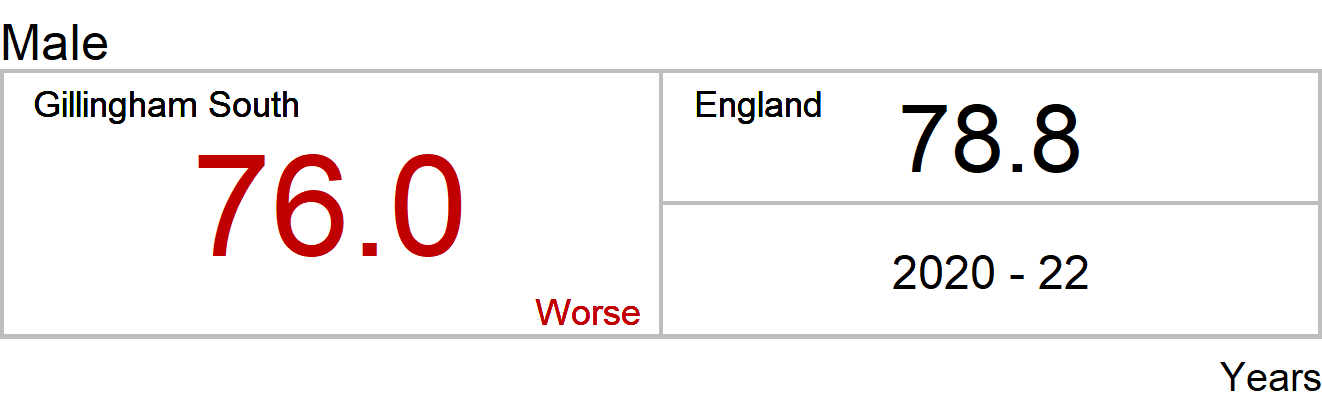 Male
Gillingham South
76.0
Worse
England
78.8
2020 - 22
Years